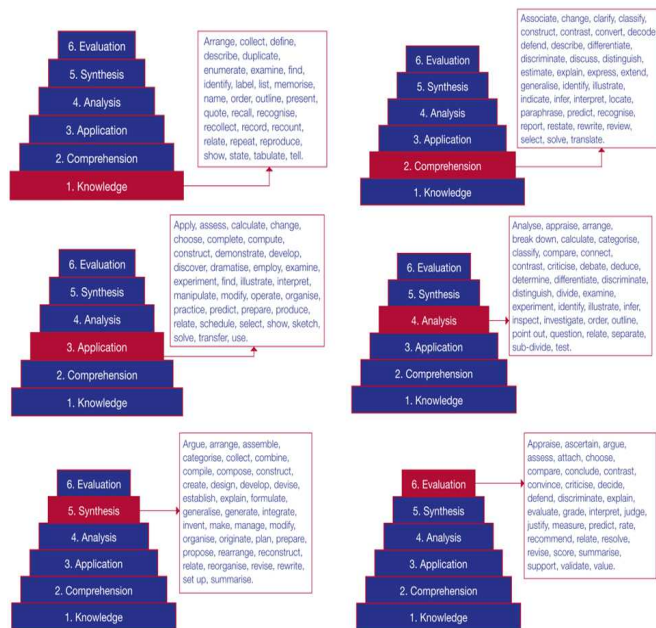 6. Evaluation
5. Synthesis
4. Analysis
3. Application
2. Comprehension
1. Knowledge
Arrange, collect, define,
describe, duplicate,
enumerate, examine, find,
identify, label, list, memorise,
name, order, outline, present,
quote, recall, recognise,
recollect, record, recount,
relate, repeat, reproduce,
show, state, tabulate, tell.
6. Evaluation
5. Synthesis
4. Analysis
3. Application
2. Comprehension
1. Knowledge
Associate, change, clarify, classify,
construct, contrast, convert, decode
defend, describe, differentiate,
discriminate, discuss, distinguish,
estimate, explain, express, extend,
generalise, identify, illustrate,
indicate, infer, interpret, locate,
paraphrase, predict, recognise,
report, restate, rewrite, review,
select, solve, translate.
6. Evaluation
5. Synthesis
4. Analysis
3. Application
2. Comprehension
1. Knowledge
Apply, assess, calculate, change,
choose, complete, compute,
construct, demonstrate, develop,
discover, dramatise, employ, examine,
experiment, find, illustrate, interpret,
manipulate, modify, operate, organise,
practice, predict, prepare, produce,
relate, schedule, select, show, sketch,
solve, transfer, use.
6. Evaluation
5. Synthesis
4. Analysis
3. Application
2. Comprehension
1. Knowledge
Analyse, appraise, arrange,
break down, calculate, categorise,
classify, compare, connect,
contrast, criticise, debate, deduce,
determine, differentiate, discriminate,
distinguish, divide, examine,
experiment, identify, illustrate, infer,
inspect, investigate, order, outline,
point out, question, relate, separate,
sub-divide, test.
6. Evaluation
5. Synthesis
4. Analysis
3. Application
2. Comprehension
1. Knowledge
Argue, arrange, assemble,
categorise, collect, combine,
compile, compose, construct,
create, design, develop, devise,
establish, explain, formulate,
generalise, generate, integrate,
invent, make, manage, modify,
organise, originate, plan, prepare,
propose, rearrange, reconstruct,
relate, reorganise, revise, rewrite,
set up, summarise.
6. Evaluation
5. Synthesis
4. Analysis
3. Application
2. Comprehension
1. Knowledge
Appraise, ascertain, argue,
assess, attach, choose,
compare, conclude, contrast,
convince, criticise, decide,
defend, discriminate, explain,
evaluate, grade, interpret, judge,
justify, measure, predict, rate,
recommend, relate, resolve,
revise, score, summarise,
support, validate, value.